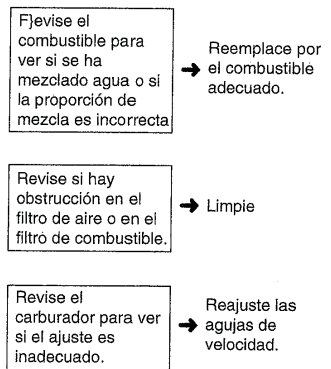 F}evise el
combustible para
ver si se ha
mezclado agua o si
la proporción de
mezcla es incorrecta
Reemplace por
el combustible
adecuado.
Revise si hay
obstrucción en el
filtro de aire o en el
filtro de combustible.
Limpie
Revise el
carburador para ver
si el ajuste es
inadecuado.
Reajuste las
agujas de
velocidad.